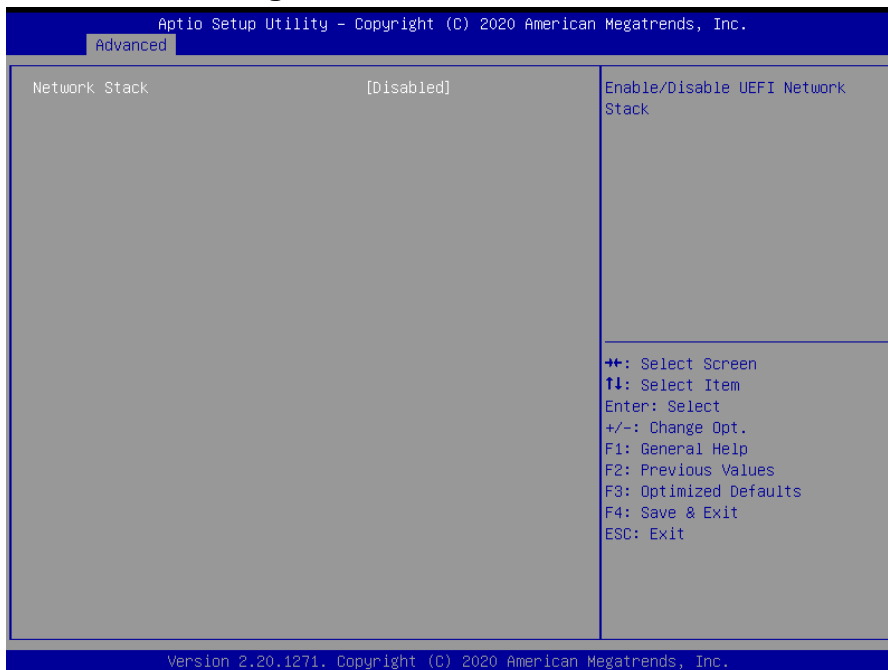 Aptio Setup Utility – Copyright (C) 2020 American Megatrends, Inc.
Advanced
Network Stack [Disabled]
Enable/Disable UEFI Network
Stack
→←: Select Screen
↑↓: Select Item
Enter: Select
+/-: Change Opt.
F1: General Help
F2: Previous Values
F3: Optimized Defaults
F4: Save & Exit
ESC: Exit
Version 2.20.1271. Copyright (C) 2020 American Megatrends, Inc.